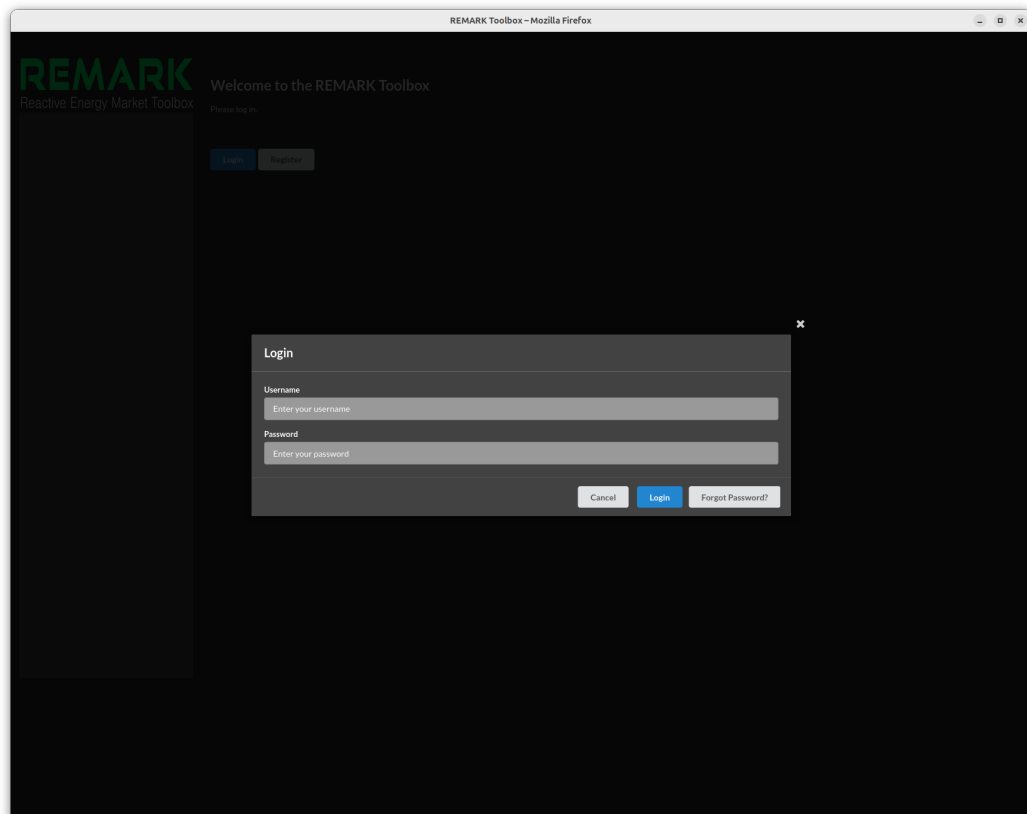 REMARK Toolbox – Mozilla Firefox
REMARK
Reactive Energy Market Toolbox
Welcome to the REMARK Toolbox
Please log in.
Login Register
Login
Username
Enter your username
Password
Enter your password
Cancel Login Forgot Password?